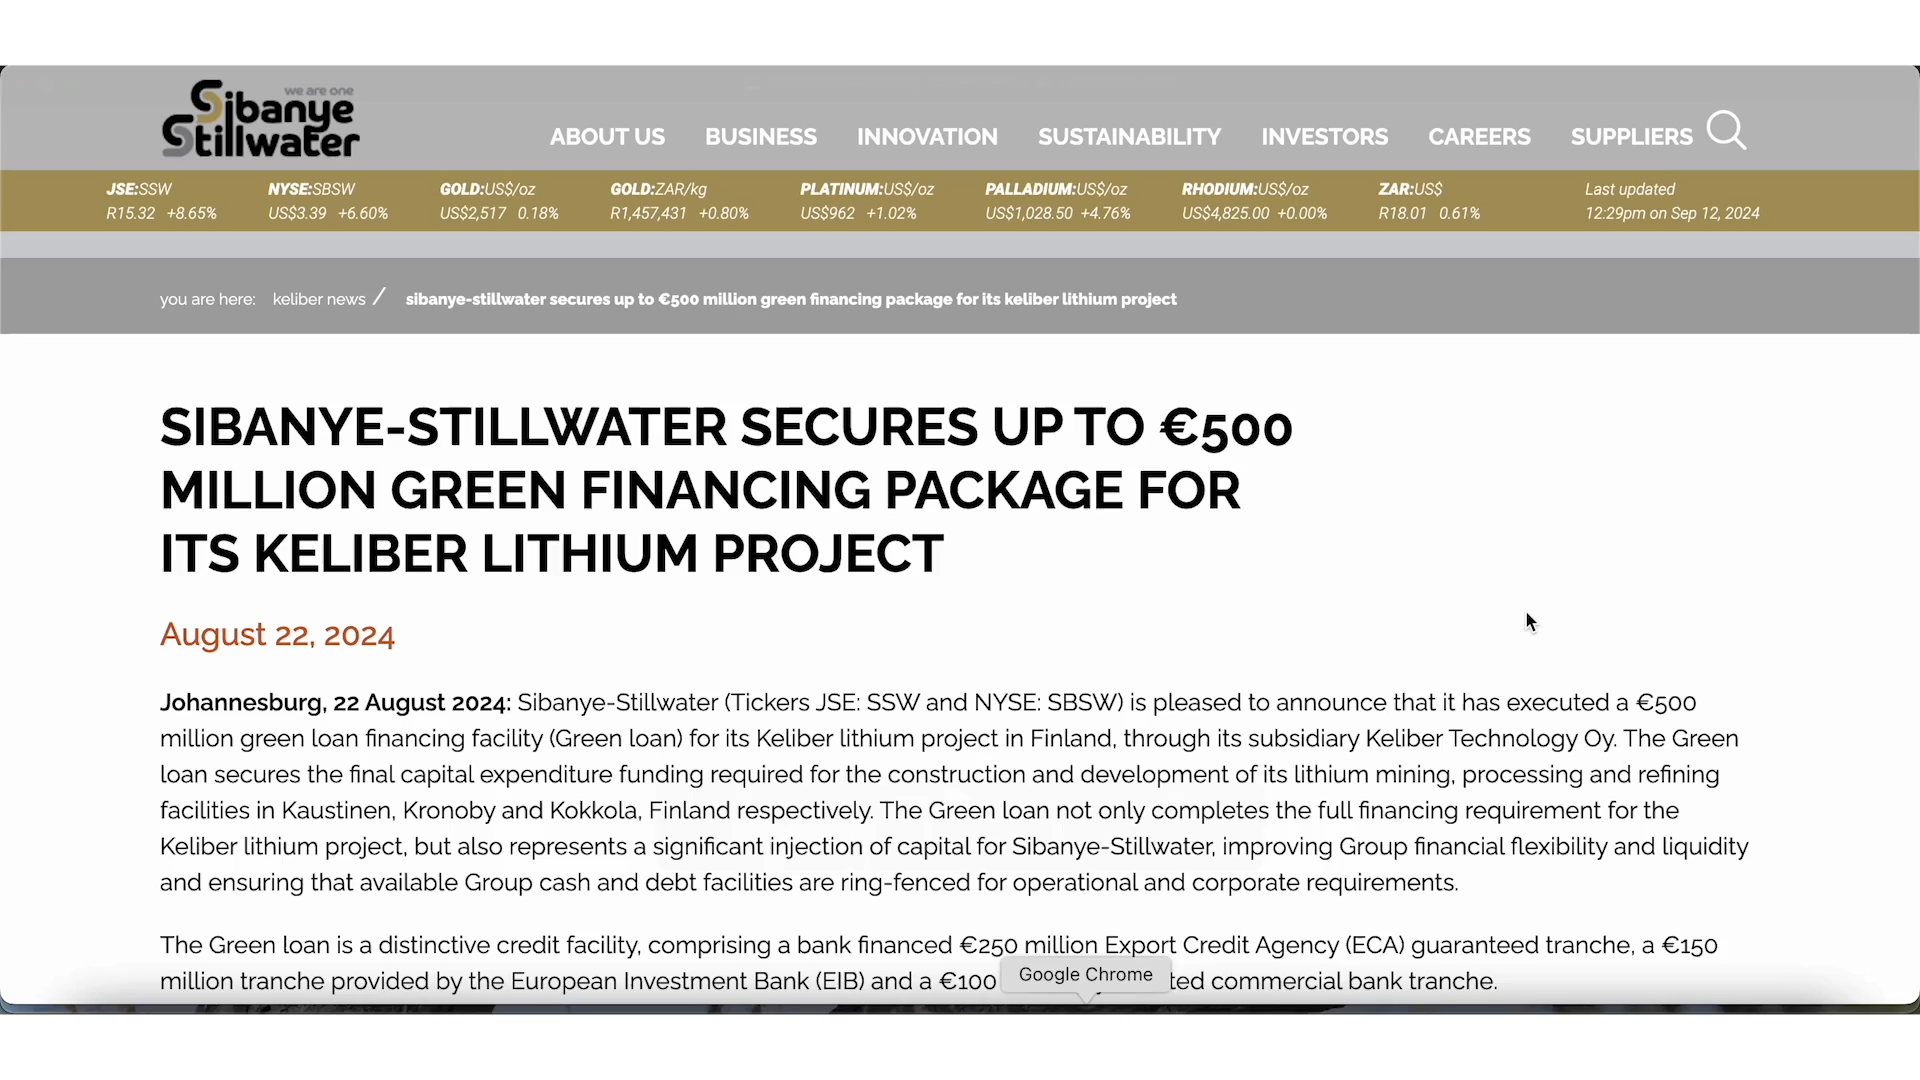 we are one
Sibanye
Stillwater
ABOUT US BUSINESS INNOVATION SUSTAINABILITY INVESTORS CAREERS SUPPLIERS
JSE:SSW NYSE:SBSW GOLD:US$/oz GOLD:ZAR/kg PLATINUM:US$/oz PALLADIUM:US$/oz RHODIUM:US$/oz ZAR:US$ Last updated
R15.32 +8.65% US$3.39 +6.60% US$2,517 0.18% R1,457,431 +0.80% US$962 +1.02% US$1,028.50 +4.76% US$4,825.00 +0.00% R18.01 0.61% 12:29pm on Sep 12, 2024
you are here: keliber news / sibanye-stillwater secures up to €500 million green financing package for its keliber lithium project
SIBANYE-STILLWATER SECURES UP TO €500
MILLION GREEN FINANCING PACKAGE FOR
ITS KELIBER LITHIUM PROJECT
August 22, 2024
Johannesburg, 22 August 2024: Sibanye-Stillwater (Tickers JSE: SSW and NYSE: SBSW) is pleased to announce that it has executed a €500
million green loan financing facility (Green loan) for its Keliber lithium project in Finland, through its subsidiary Keliber Technology Oy. The Green
loan secures the final capital expenditure funding required for the construction and development of its lithium mining, processing and refining
facilities in Kaustinen, Kronoby and Kokkola, Finland respectively. The Green loan not only completes the full financing requirement for the
Keliber lithium project, but also represents a significant injection of capital for Sibanye-Stillwater, improving Group financial flexibility and liquidity
and ensuring that available Group cash and debt facilities are ring-fenced for operational and corporate requirements.
The Green loan is a distinctive credit facility, comprising a bank financed €250 million Export Credit Agency (ECA) guaranteed tranche, a €150
million tranche provided by the European Investment Bank (EIB) and a €100 commercial bank tranche.
Google Chrome